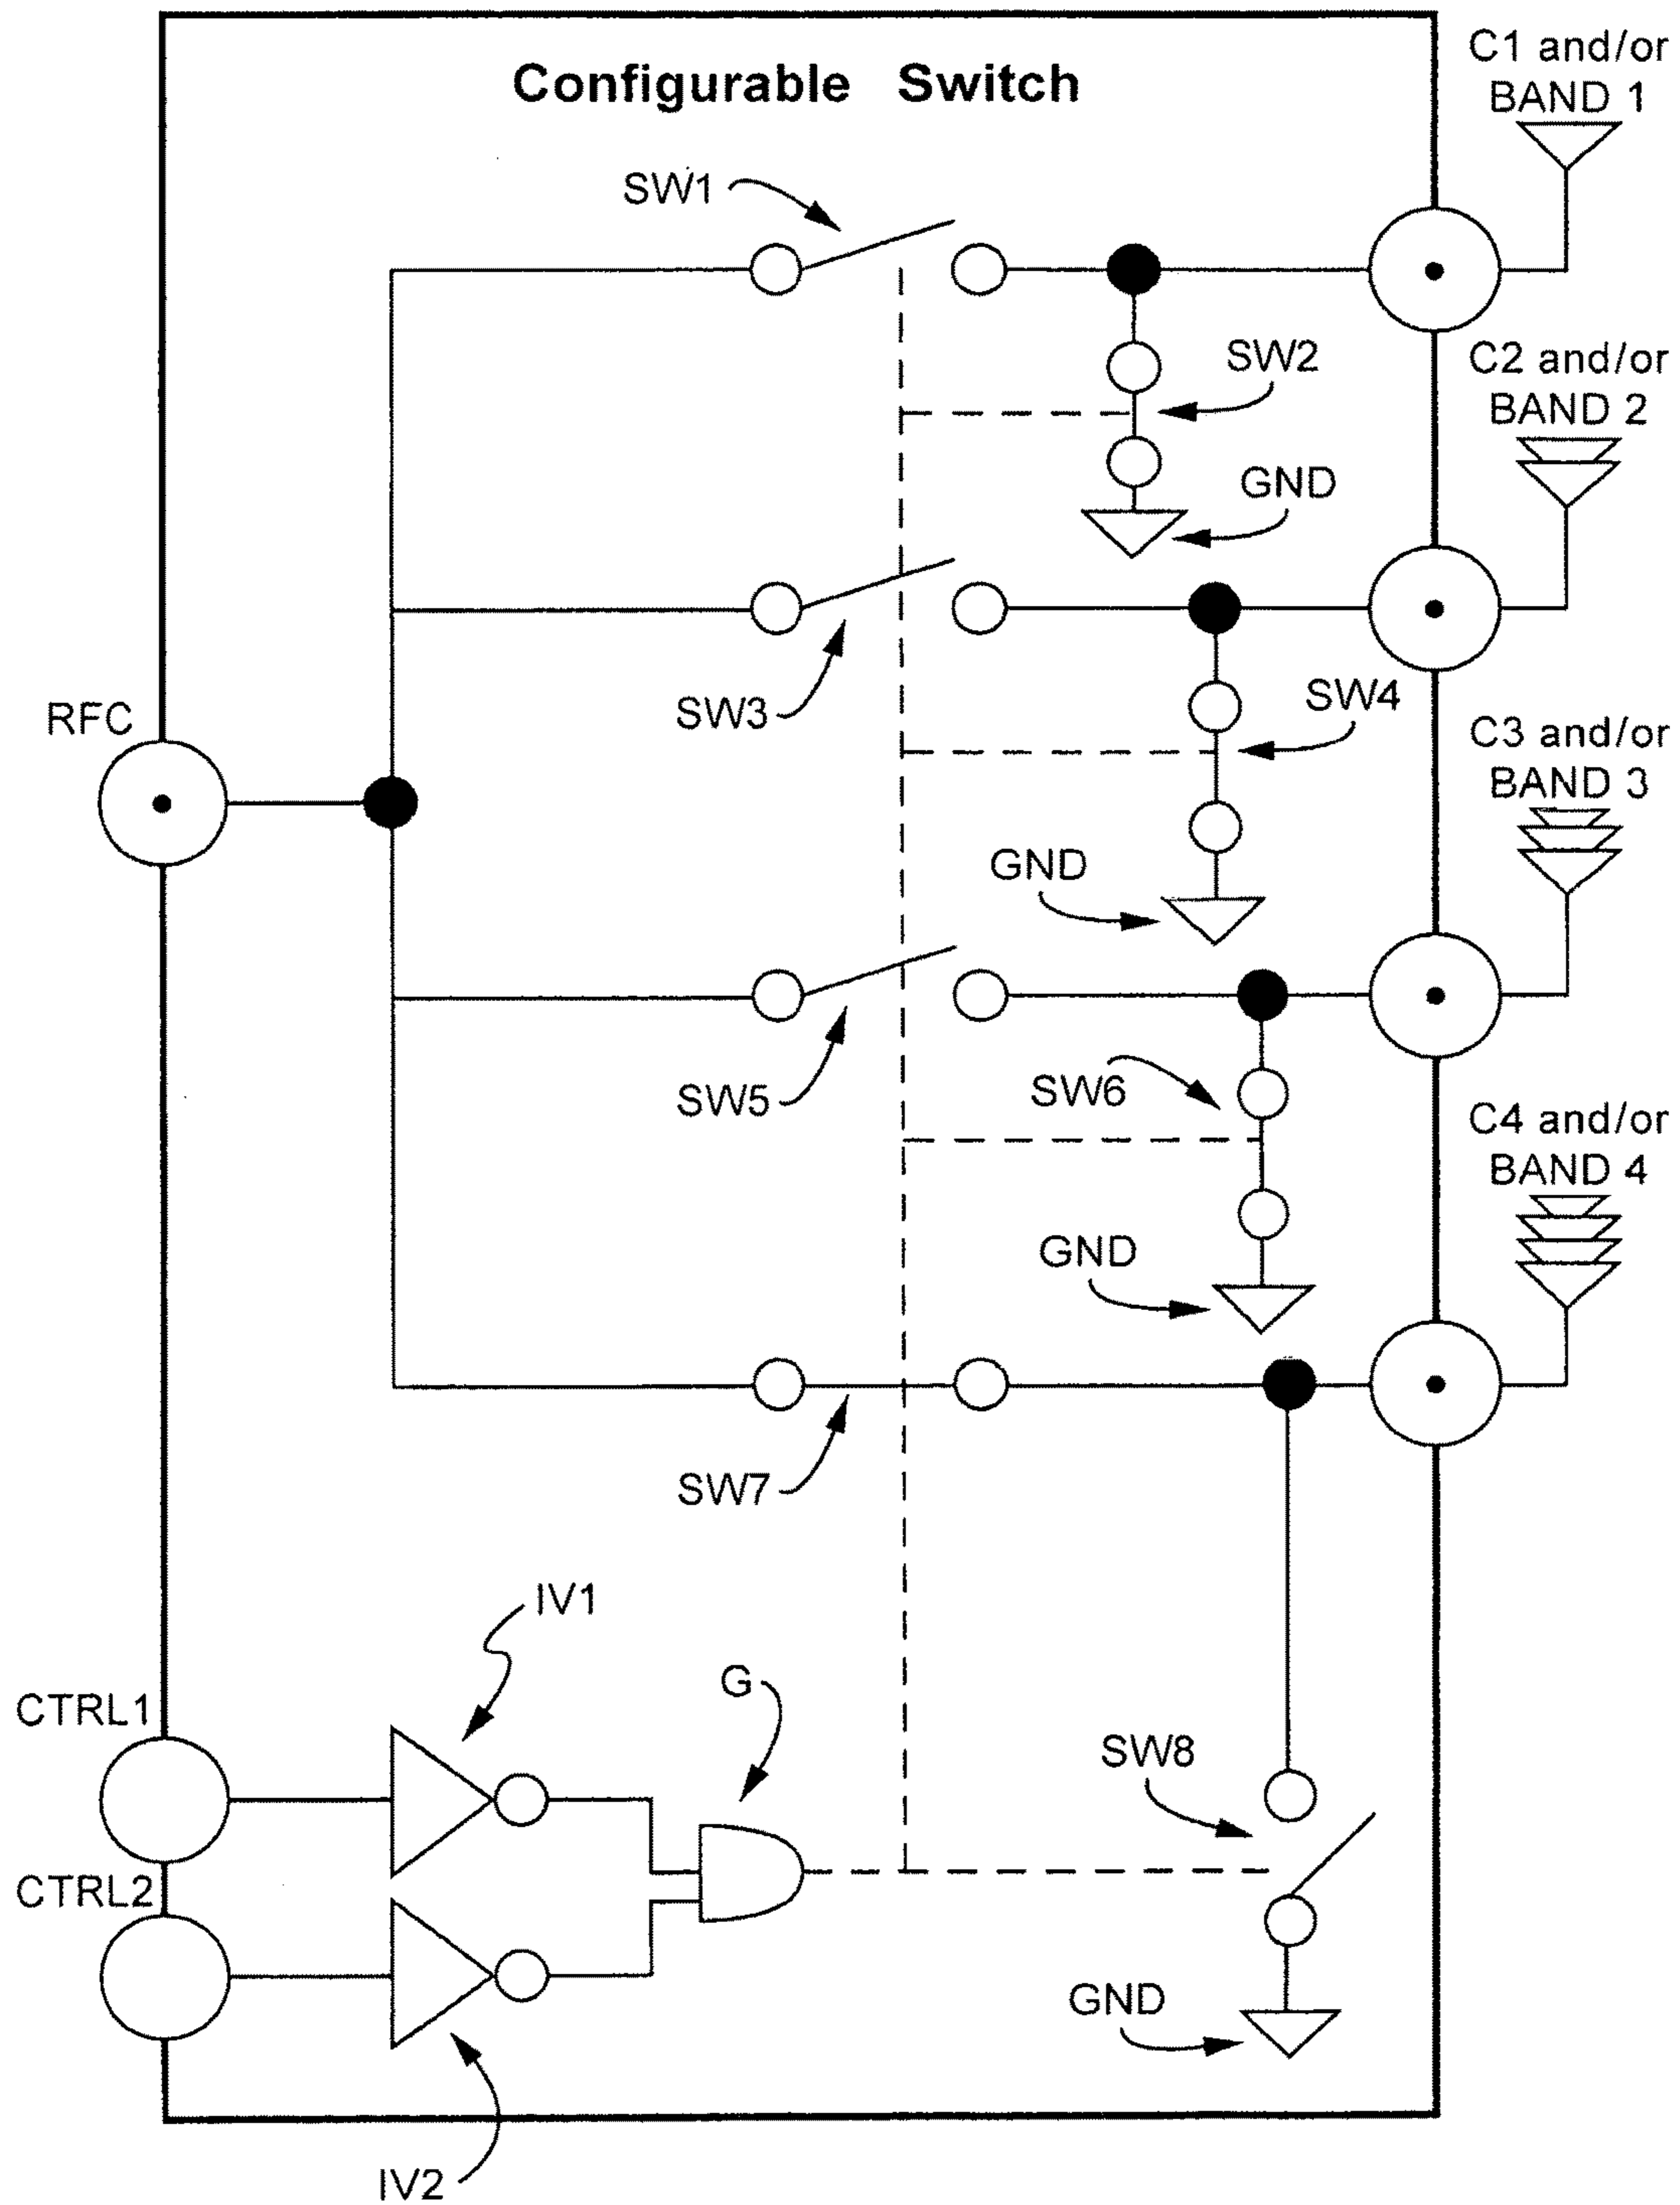 Configurable Switch
C1 and/or
BAND 1
SW1
SW2
C2 and/or
BAND 2
GND
SW3
SW4
RFC
C3 and/or
BAND 3
GND
SW5
SW6
C4 and/or
BAND 4
GND
SW7
IV1
G
CTRL1
SW8
CTRL2
GND
IV2